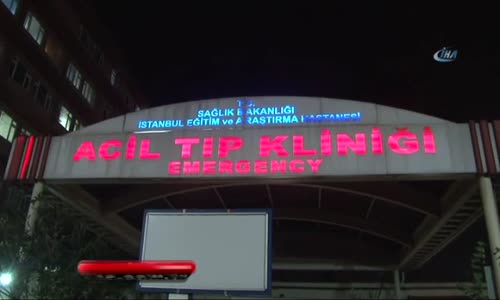 İHA
T.C.
SAĞLIK BAKANLIĞI
İSTANBUL EĞİTİM ve ARAŞTIRMA HASTANESİ
ACİL TIP KLİNİĞİ
EMERGENCY